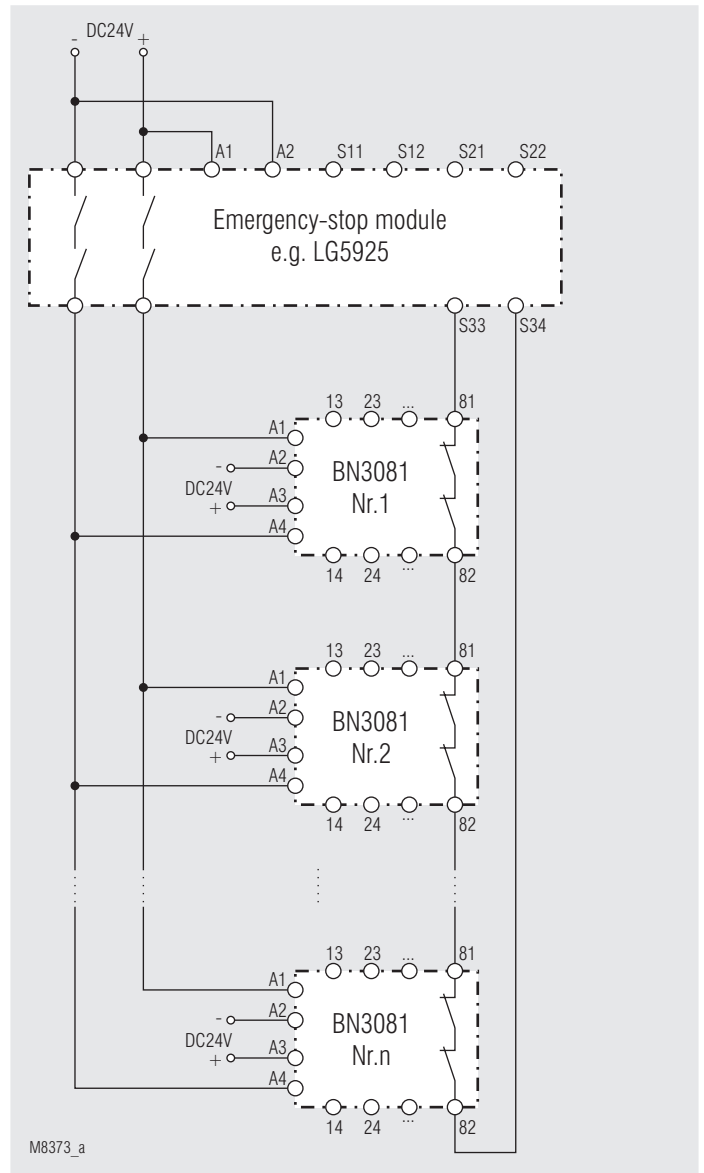 - DC24V +
A1 A2 S11 S12 S21 S22
Emergency-stop module
e.g. LG5925
S33 S34
13 23 ... 81
A1
- A2
BN3081
DC24V
Nr.1
+ A3
A4
14 24 ... 82
13 23 ... 81
A1
- A2
BN3081
DC24V
Nr.2
+ A3
A4
14 24 ... 82
13 23 ... 81
A1
- A2
BN3081
DC24V
Nr.n
+ A3
A4
14 24 ... 82
M8373_a